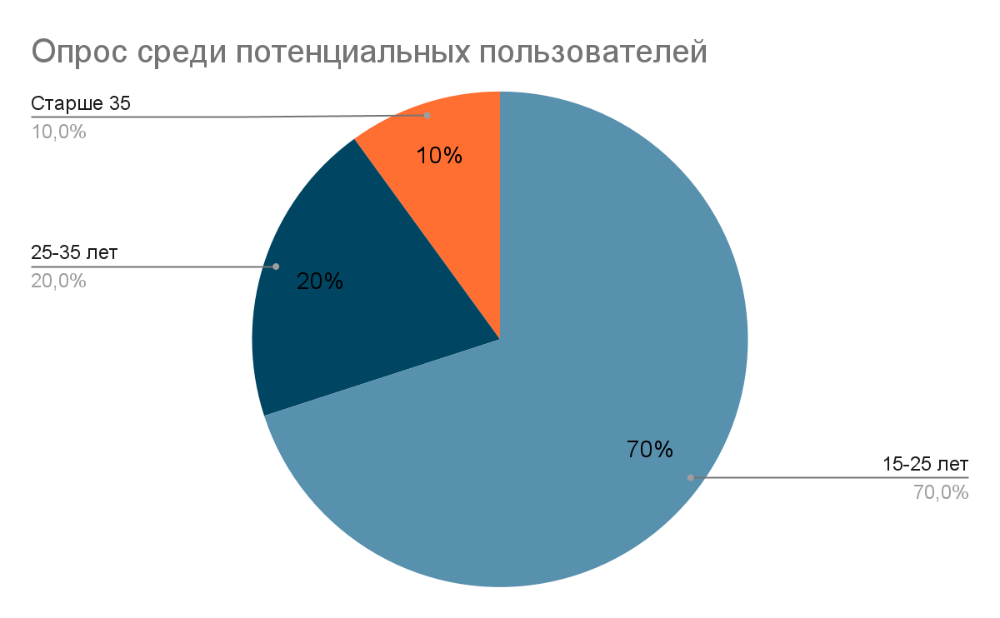 Опрос среди потенциальных пользователей
Старше 35
10,0%
10%
25-35 лет
20,0%
20%
70%
15-25 лет
70,0%